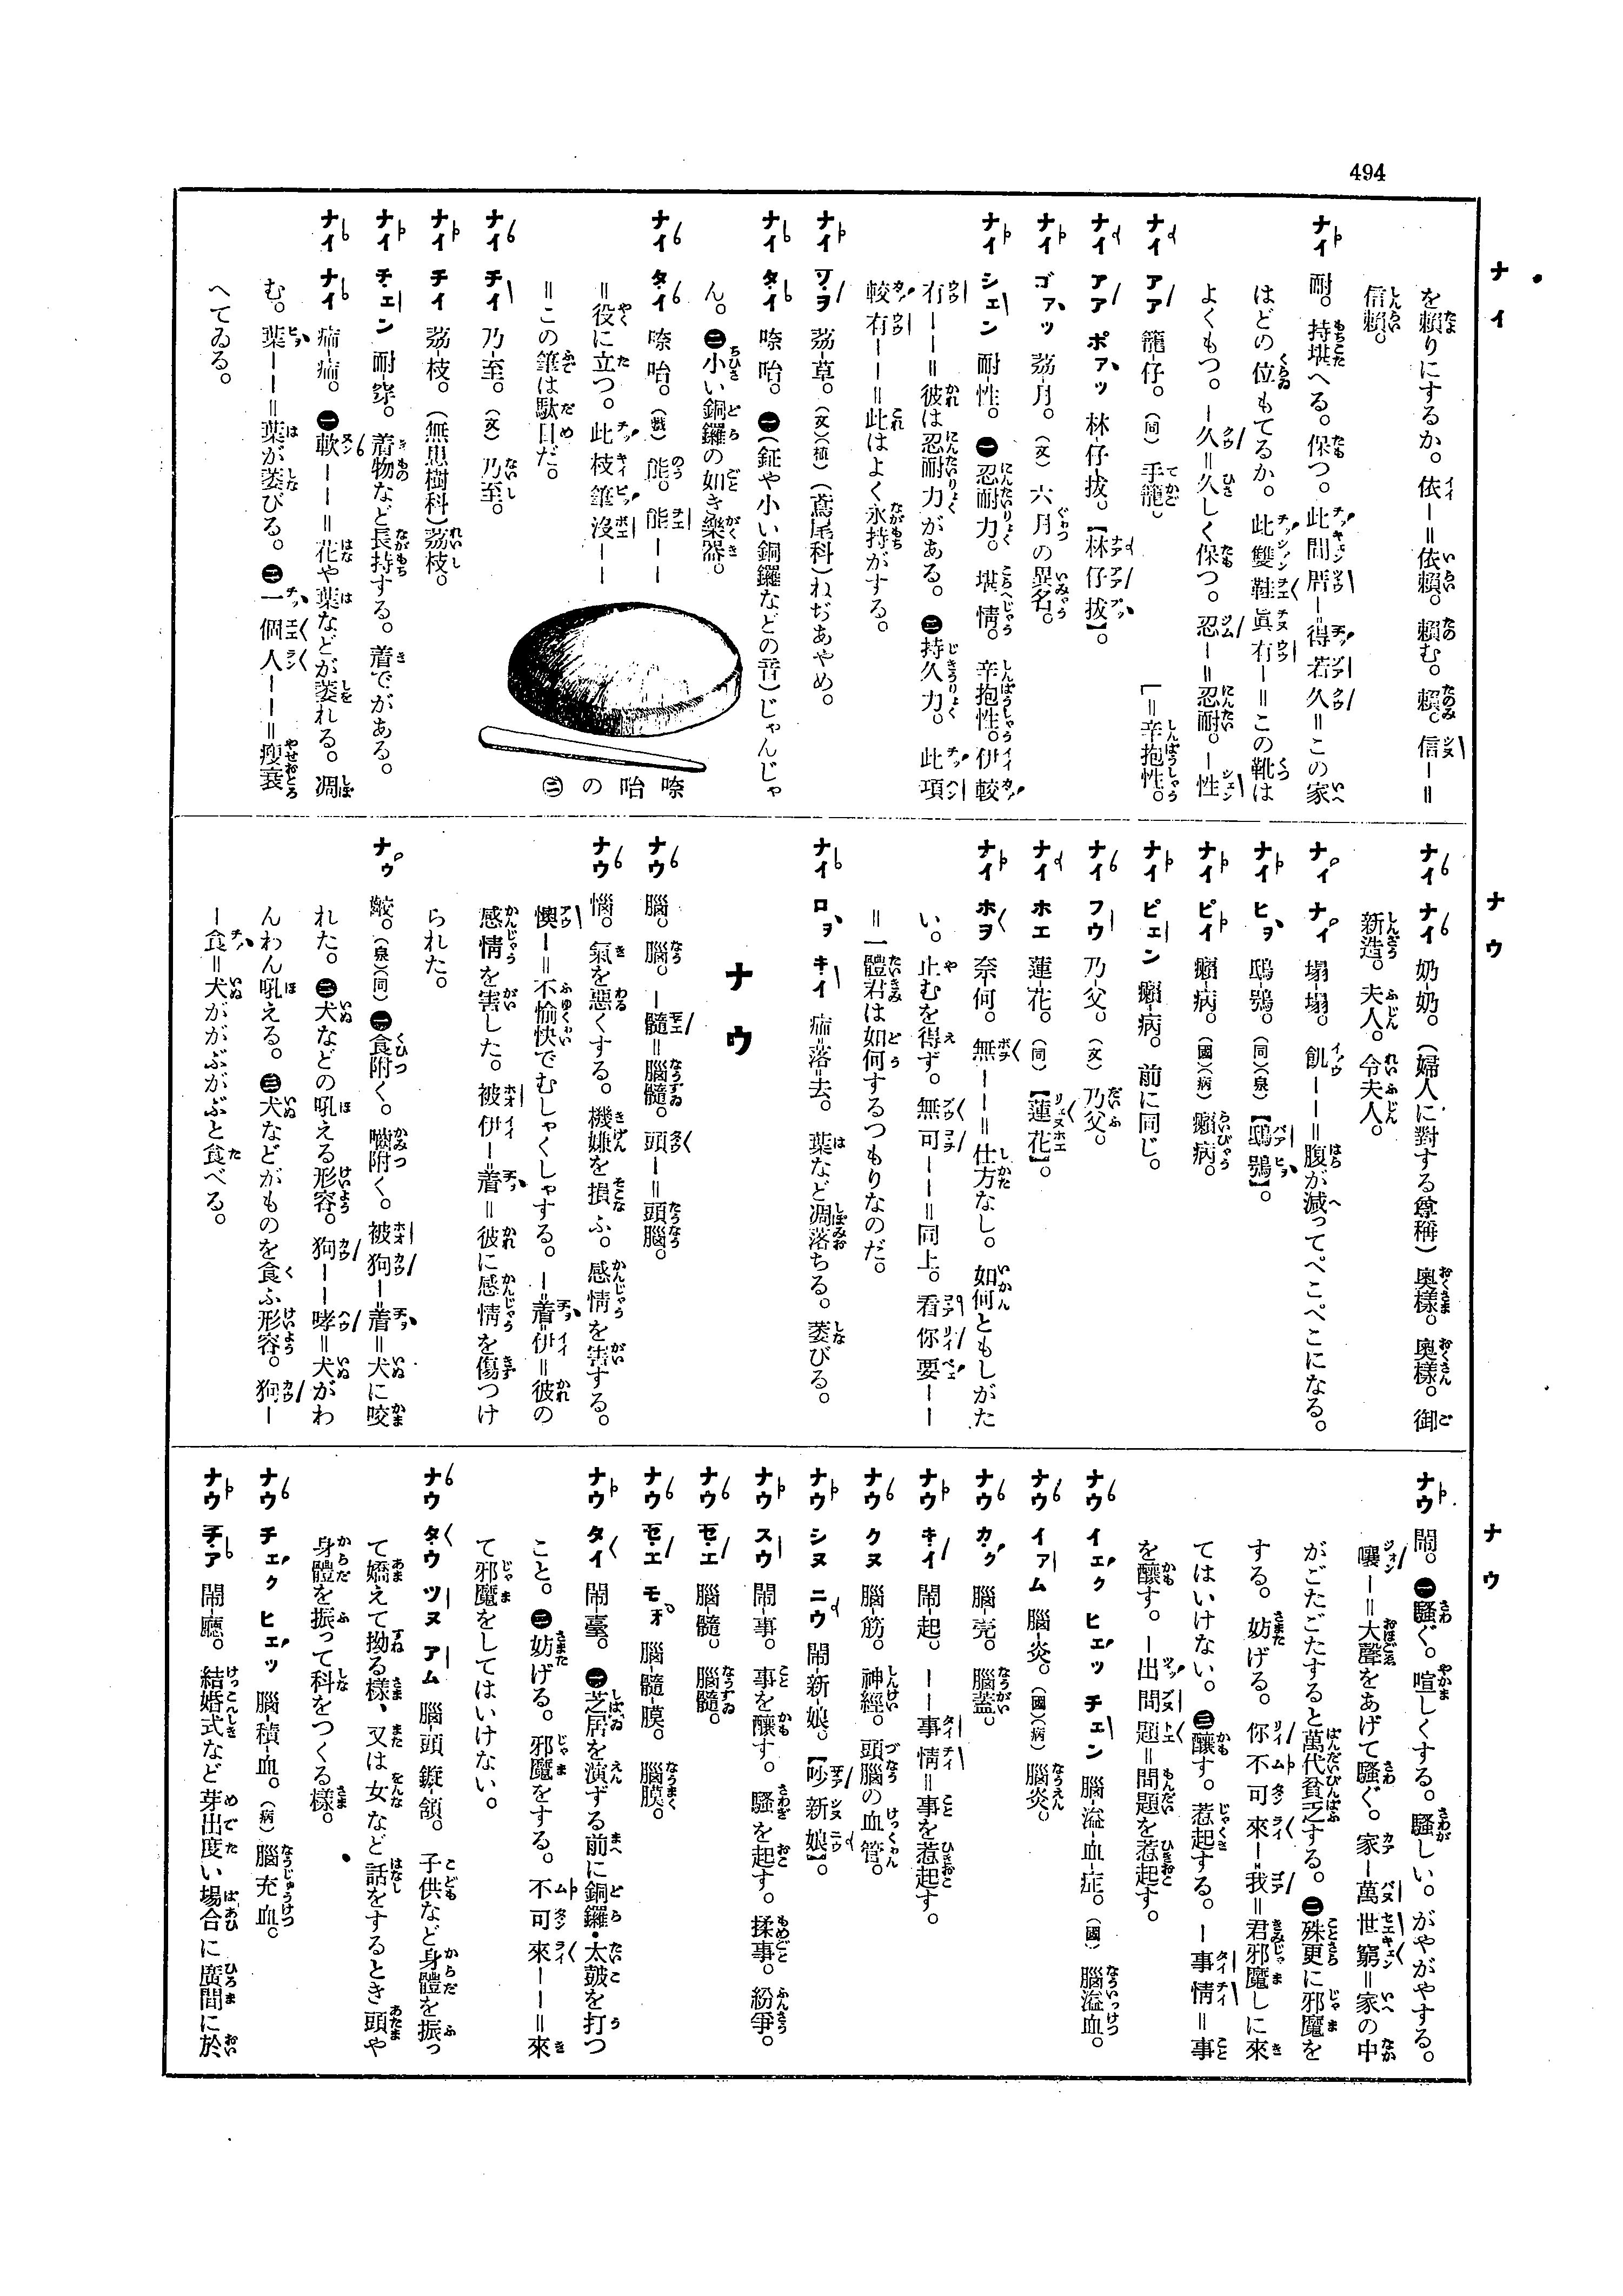 494
ナイ
ナウ
ナウ
を賴りにするか。依ー＝依賴。賴む。賴。信ー＝
信賴。
ナイ 耐。持堪へる。保つ。此間厝ー得若久＝この家
はどの位もてるか。此雙鞋眞有ー＝この靴は
よくもつ。ー久＝久しく保つ。忍ー＝忍耐。ー性
［＝辛抱性。
ナイ アア 籠仔。(同) 手籠。
ナイ アア ポァッ 林仔拔。【林仔拔】。
ナイ ゴァッ 荔月。(文) 六月の異名。
ナイ シェン 耐性。㊀忍耐力。堪情。辛抱性。伊較
有ーー＝彼は忍耐力がある。㊁持久力。此項
較有ーー＝此はよく永持がする。
ナイ ツヲ 荔草。(文)(植)(鳶尾科)ねぢあやめ。
ナイ タイ 㗫咍。㊀(鉦や小い銅鑼などの音)じゃんじゃ
ん。㊁小い銅鑼の如き樂器。
ナイ タイ 㗫咍。(戲) 能。能ーー
＝役に立つ。此枝筆沒ーー
＝この筆は駄目だ。
㗫咍の㊁
ナイ チイ 乃至。(文) 乃至。
ナイ チイ 荔枝。(無患樹科)荔枝。
ナイ チェン 耐穿。着物など長持する。着でがある。
ナイ ナイ 㾍㾍。㊀軟ーー＝花や葉などが萎れる。凋
む。葉ーー＝葉が萎びる。㊁一個人ーー＝瘦衰
へてゐる。
ナイ ナイ 奶奶。(婦人に對する尊稱)奧樣。奧樣。御
新造。夫人。令夫人。
ナイ ナイ 塌塌。飢ーー＝腹が減ってぺこぺこになる。
ナイ ヒョ 鴟鴞。(同)(泉)【鴟鴞】。
ナイ ピイ 癩病。(國)(病) 癩病。
ナイ ピェン 癩病。前に同じ。
ナイ フウ 乃父。(文) 乃父。
ナイ ホエ 蓮花。(同)【蓮花】。
ナイ ホヲ 奈何。無ーー＝仕方なし。如何ともしがた
い。止むを得ず。無可ーー＝同上。看你要ーー
＝一體君は如何するつもりなのだ。
ナイ ロヲ キイ 㾍落去。葉など凋落ちる。萎びる。
ナウ
ナウ 腦。腦。ー髓＝腦髓。頭ー＝頭腦。
ナウ 惱。氣を惡くする。機嫌を損ふ。感情を害する。
懊ー＝不愉快でむしゃくしゃする。ー着伊＝彼の
感情を害した。被伊ー着＝彼に感情を傷つけ
られた。
ナウ 齩。(泉)(同) ㊀食附く。嚙附く。被狗ー着＝犬に咬
れた。㊁犬などの吼える形容。狗ーー哮＝犬がわ
んわん吼える。㊂犬などがものを食ふ形容。狗ー
ー食＝犬ががぶがぶと食べる。
ナウ 鬧。㊀騷ぐ。喧しくする。騷しい。がやがやする。
嚷ー＝大聲をあげて騷ぐ。家ー萬世窮＝家の中
がごたごたすると萬代貧乏する。㊁殊更に邪魔を
する。妨げる。你不可來ー我＝君邪魔しに來
てはいけない。㊂釀す。惹起する。ー事情＝事
を釀す。ー出問題＝問題を惹起す。
ナウ イェク ヒェッ チェン 腦溢血症。(國) 腦溢血。
ナウ イァム 腦炎。(國)(病) 腦炎。
ナウ カク 腦壳。腦蓋。
ナウ キイ 鬧起。ーー事情＝事を惹起す。
ナウ クヌ 腦筋。神經。頭腦の血管。
ナウ シヌ ニウ 鬧新娘。【吵新娘】。
ナウ スウ 鬧事。事を釀す。騷を起す。揉事。紛爭。
ナウ セエ 腦髓。腦髓。
ナウ セエ モォ 腦髓膜。腦膜。
ナウ タイ 鬧臺。㊀芝居を演ずる前に銅鑼・太皷を打つ
こと。㊁妨げる。邪魔をする。不可來ーー＝來
て邪魔をしてはいけない。
ナウ タウ ツヌ アム 腦頭鏇頷。子供など身體を振っ
て嬌えて拗る樣、又は女など話をするとき頭や
身體を振って科をつくる樣。
ナウ チェク ヒェッ 腦積血。(病) 腦充血。
ナウ チア 鬧廳。結婚式など芽出度い場合に廣間に於